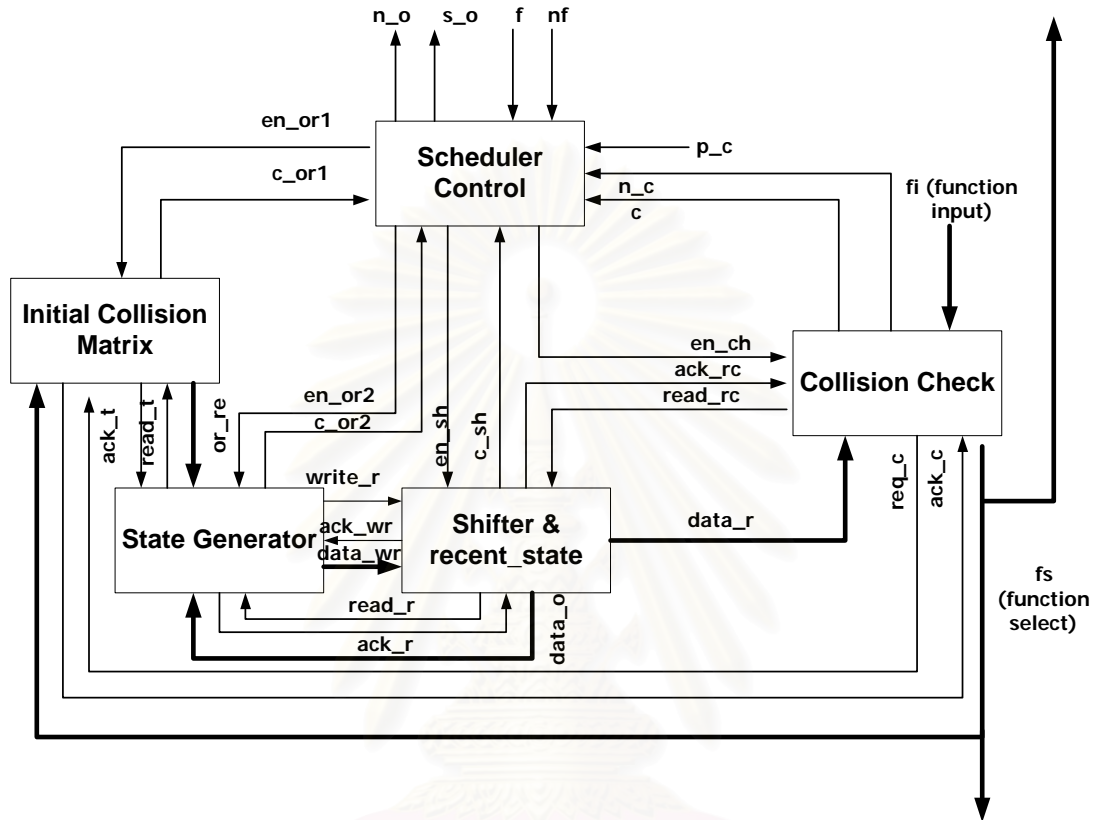 n_o
s_o
f
nf
en_or1
c_or1
Scheduler
Control
p_c
n_c
c
fi (function
input)
Initial Collision
Matrix
en_ch
ack_rc
read_rc
Collision Check
ack_t
read_t
or_re
en_or2
c_or2
en_sh
c_sh
write_r
ack_wr
data_wr
State Generator
Shifter &
recent_state
data_r
req_c
ack_c
read_r
ack_r
data_o
fs
(function
select)